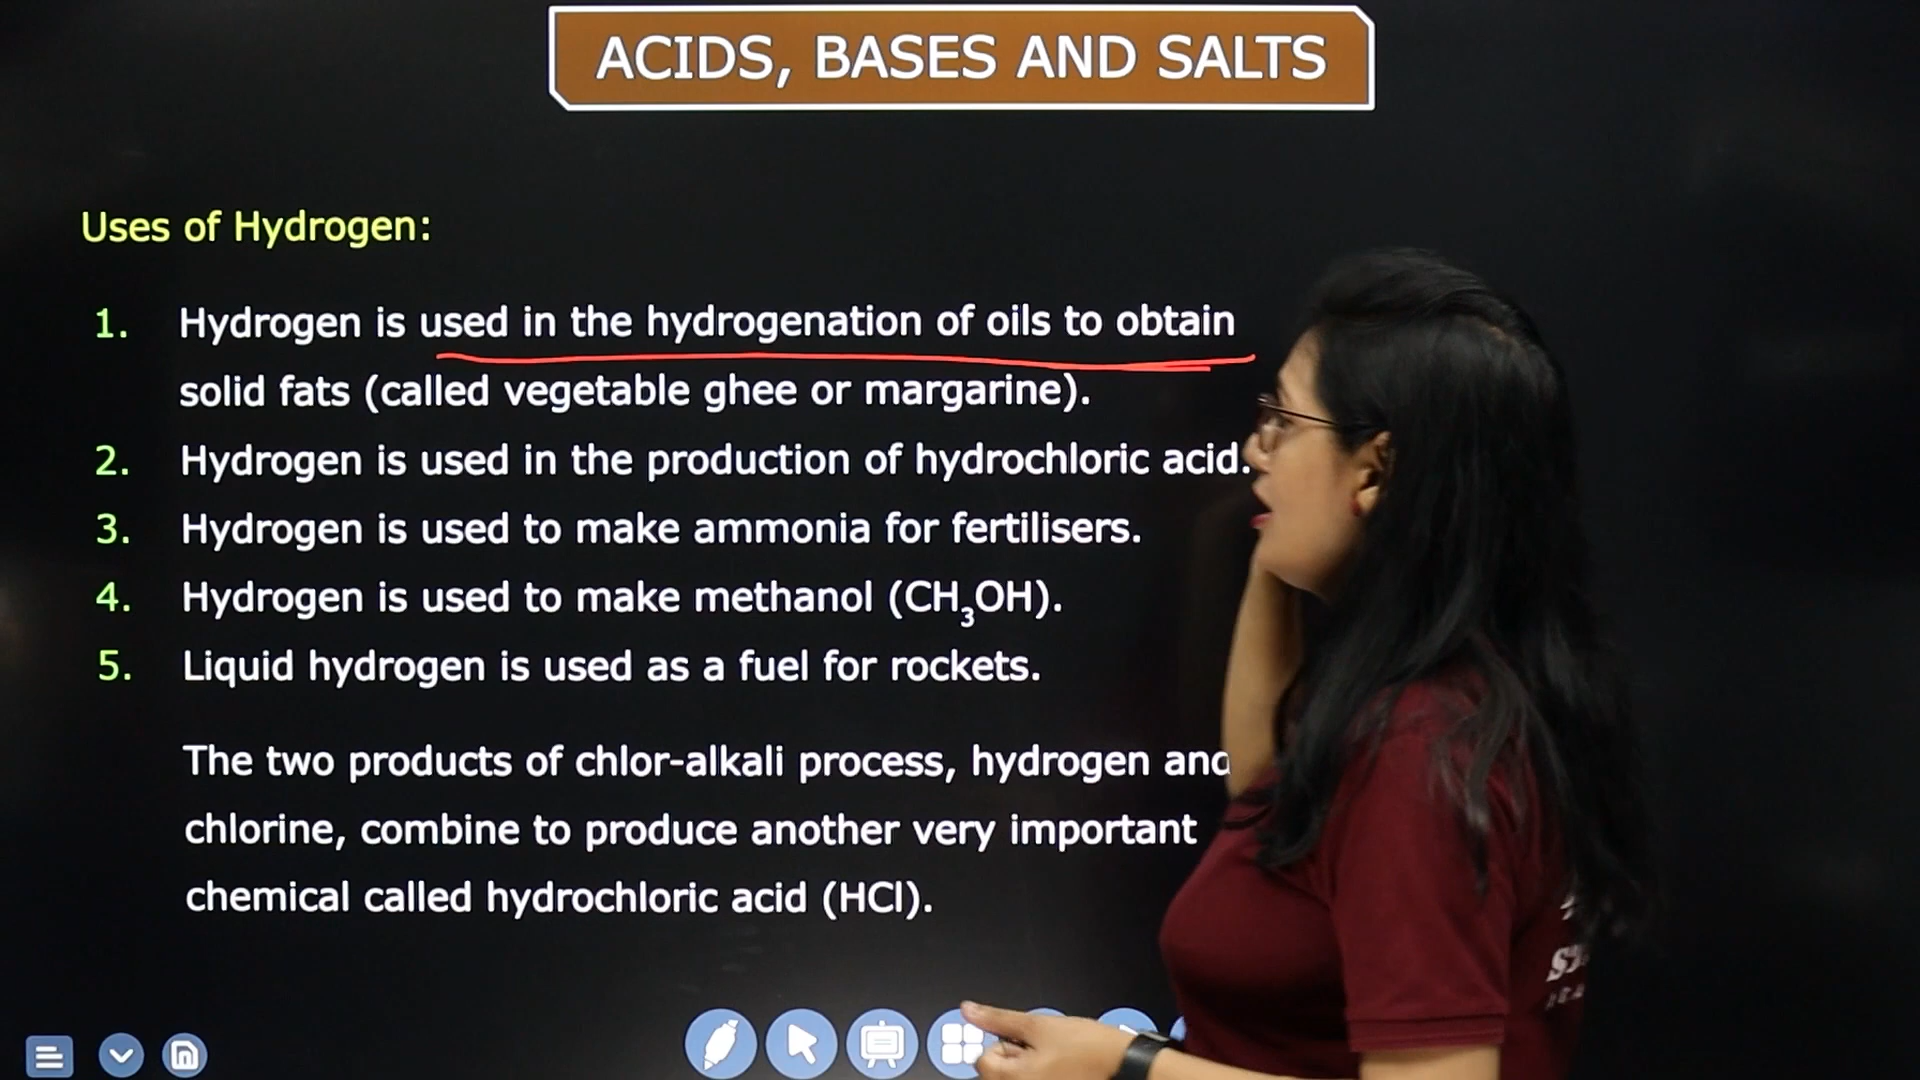 ACIDS, BASES AND SALTS
Uses of Hydrogen:
1. Hydrogen is used in the hydrogenation of oils to obtain
solid fats (called vegetable ghee or margarine).
2. Hydrogen is used in the production of hydrochloric acid.
3. Hydrogen is used to make ammonia for fertilisers.
4. Hydrogen is used to make methanol (CH₃OH).
5. Liquid hydrogen is used as a fuel for rockets.
The two products of chlor-alkali process, hydrogen and
chlorine, combine to produce another very important
chemical called hydrochloric acid (HCl).